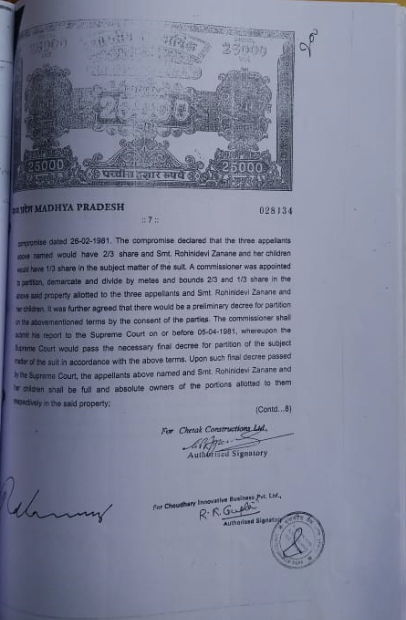 25000 25000
25000
25000 पच्चीस हजार रुपये 25000
प्रदेश MADHYA PRADESH
028134
:: 7 ::
compromise dated 26-02-1981. The compromise declared that the three appellants
above named would have 2/3 share and Smt. Rohinidevi Zanane and her children
would have 1/3 share in the subject matter of the suit. A commissioner was appointed
to partition, demarcate and divide by metes and bounds 2/3 and 1/3 share in the
above said property allotted to the three appellants and Smt. Rohinidevi Zanane and
her children. It was further agreed that there would be a preliminary decree for partition
on the abovementioned terms by the consent of the parties. The commissioner shall
submit his report to the Supreme Court on or before 05-04-1981, whereupon the
Supreme Court would pass the necessary final decree for partition of the subject
matter of the suit in accordance with the above terms. Upon such final decree passed
by the Supreme Court, the appellants above named and Smt. Rohinidevi Zanane and
her children shall be full and absolute owners of the portions allotted to them
respectively in the said property;
(Contd...8)
For Chetak Constructions Ltd.,
Authorised Signatory
For Choudhary Innovative Business Pvt. Ltd.,
R. R. Gupta
Authorised Signatory